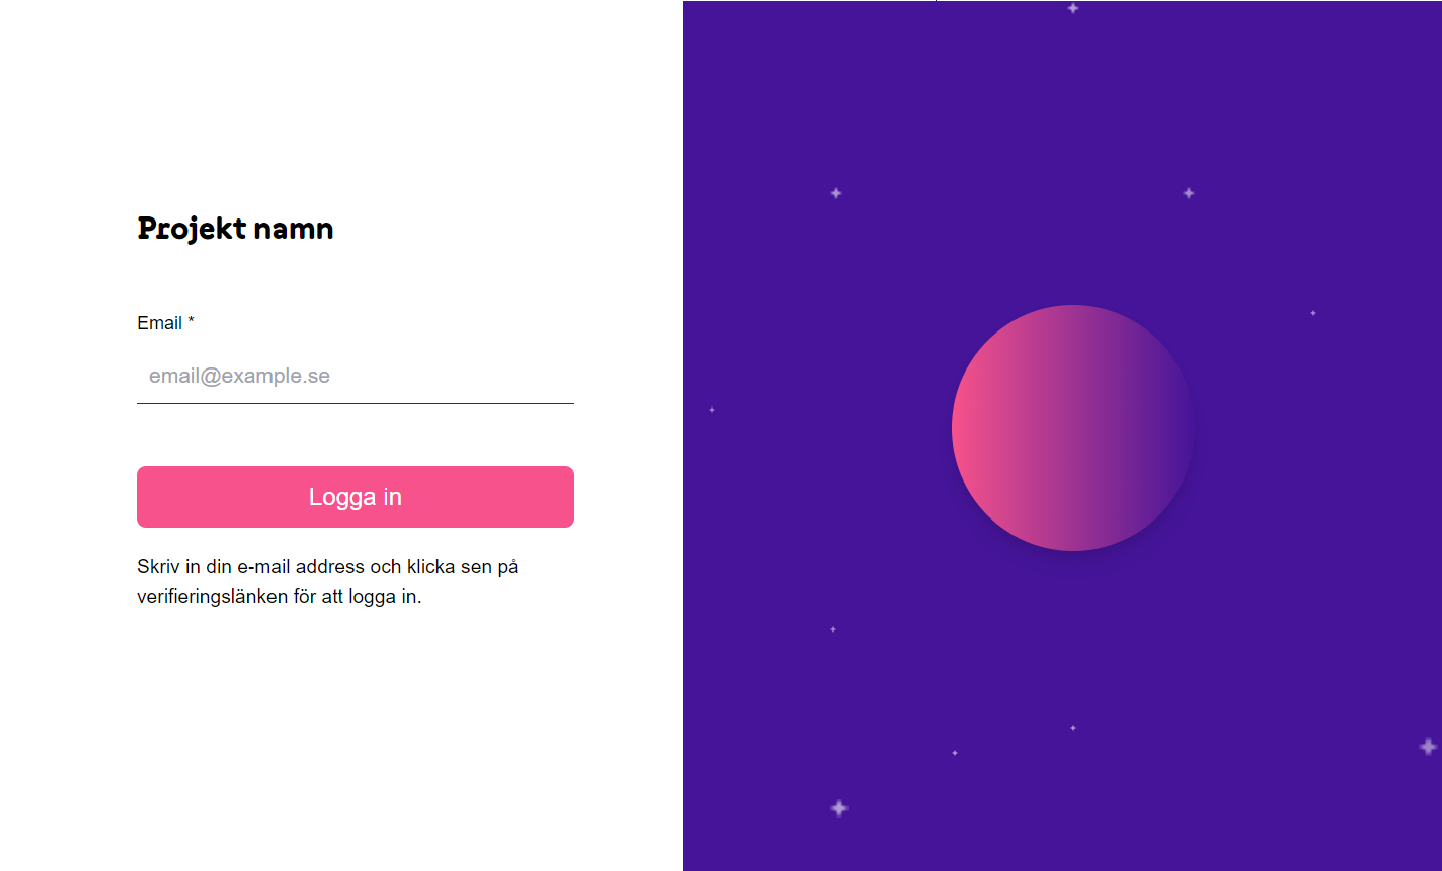 Projekt namn
Email *
email@example.se
Logga in
Skriv in din e-mail address och klicka sen på
verifieringslänken för att logga in.